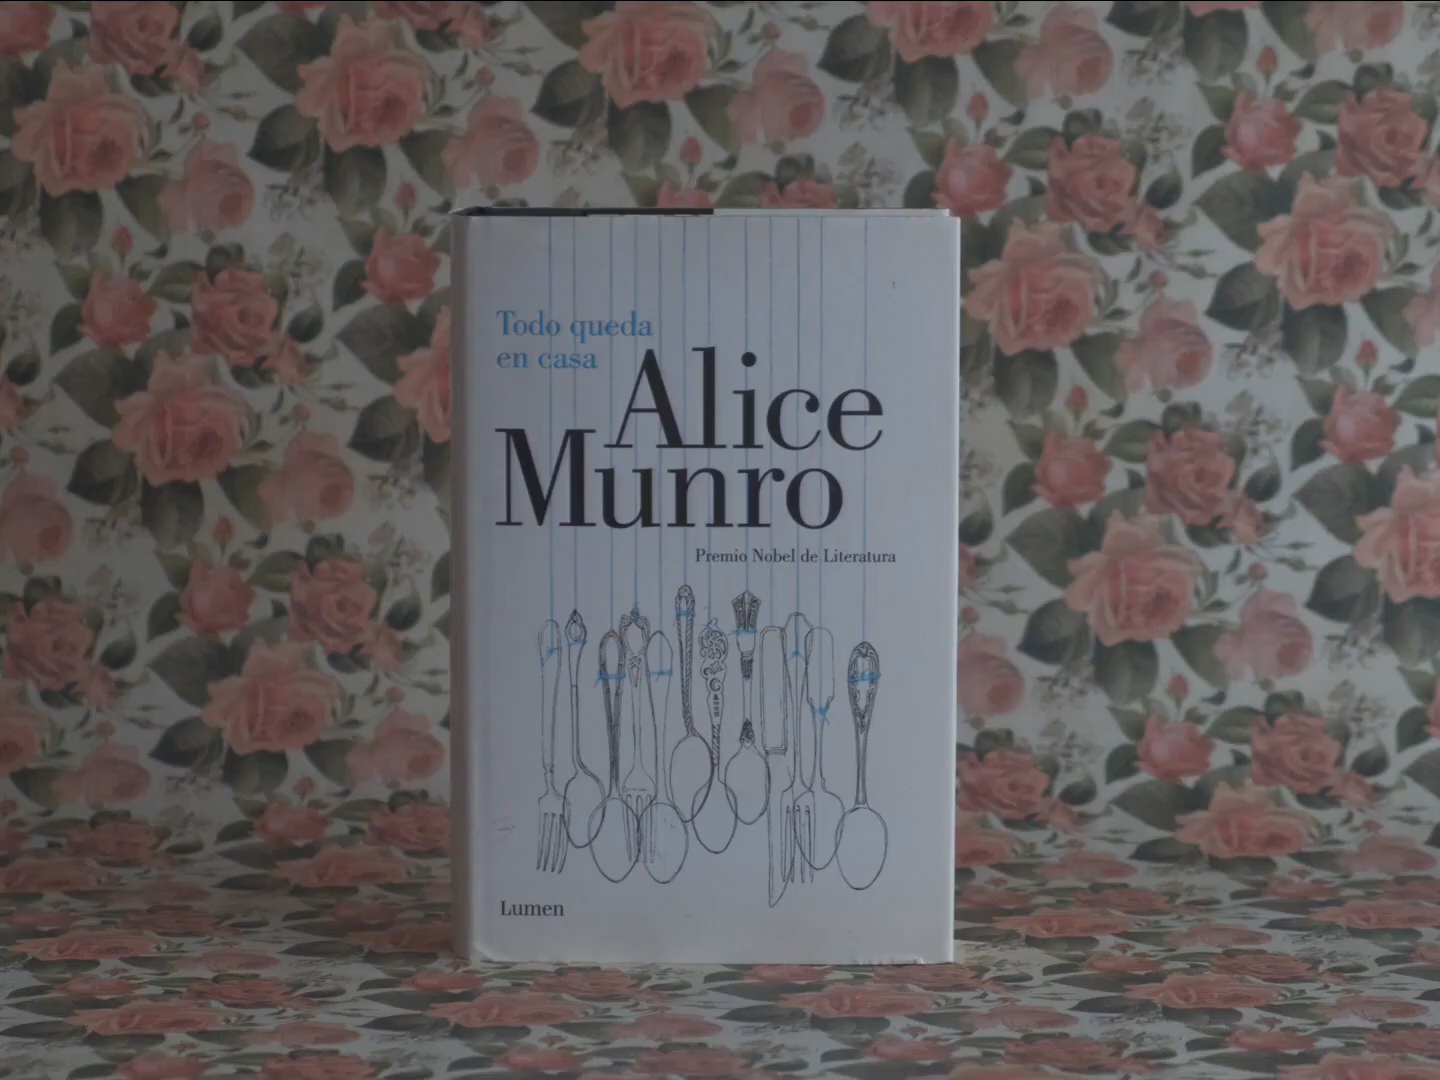 Todo queda
en casa
Alice
Munro
Premio Nobel de Literatura
Lumen